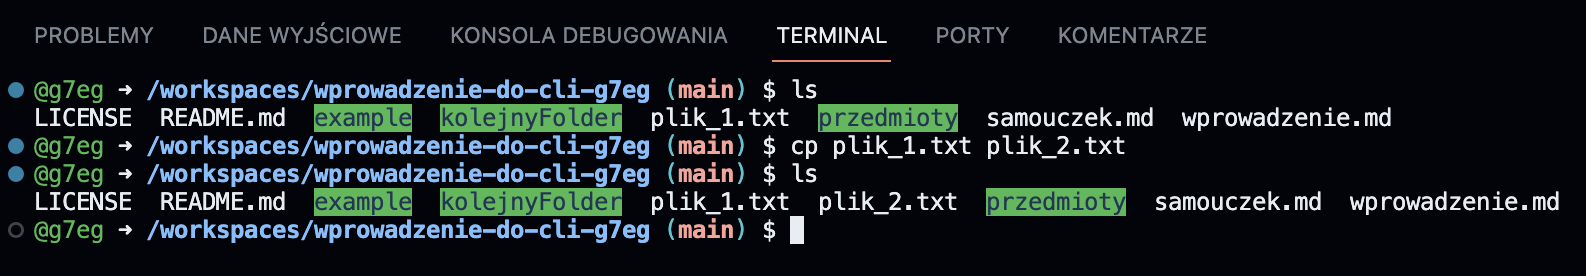 PROBLEMY DANE WYJŚCIOWE KONSOLA DEBUGOWANIA TERMINAL PORTY KOMENTARZE
@g7eg ➜ /workspaces/wprowadzenie-do-cli-g7eg (main) $ ls
LICENSE README.md example kolejnyFolder plik_1.txt przedmioty samouczek.md wprowadzenie.md
@g7eg ➜ /workspaces/wprowadzenie-do-cli-g7eg (main) $ cp plik_1.txt plik_2.txt
@g7eg ➜ /workspaces/wprowadzenie-do-cli-g7eg (main) $ ls
LICENSE README.md example kolejnyFolder plik_1.txt plik_2.txt przedmioty samouczek.md wprowadzenie.md
@g7eg ➜ /workspaces/wprowadzenie-do-cli-g7eg (main) $